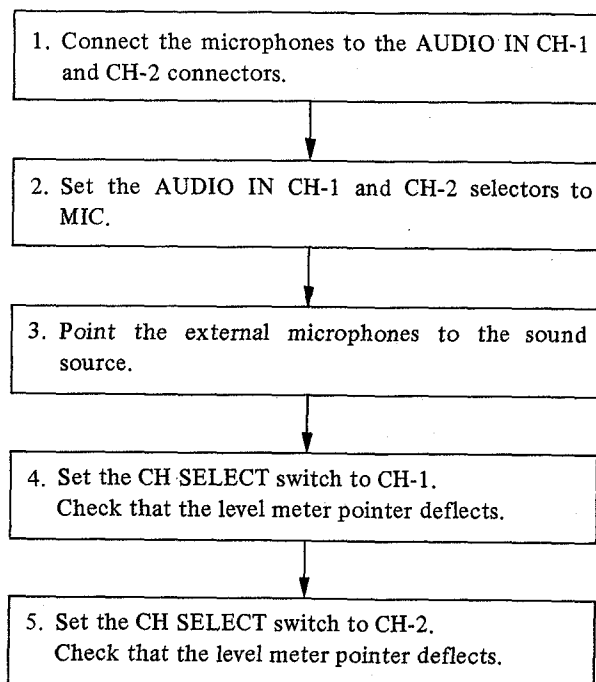 1. Connect the microphones to the AUDIO IN CH-1
and CH-2 connectors.
2. Set the AUDIO IN CH-1 and CH-2 selectors to
MIC.
3. Point the external microphones to the sound
source.
4. Set the CH SELECT switch to CH-1.
Check that the level meter pointer deflects.
5. Set the CH SELECT switch to CH-2.
Check that the level meter pointer deflects.